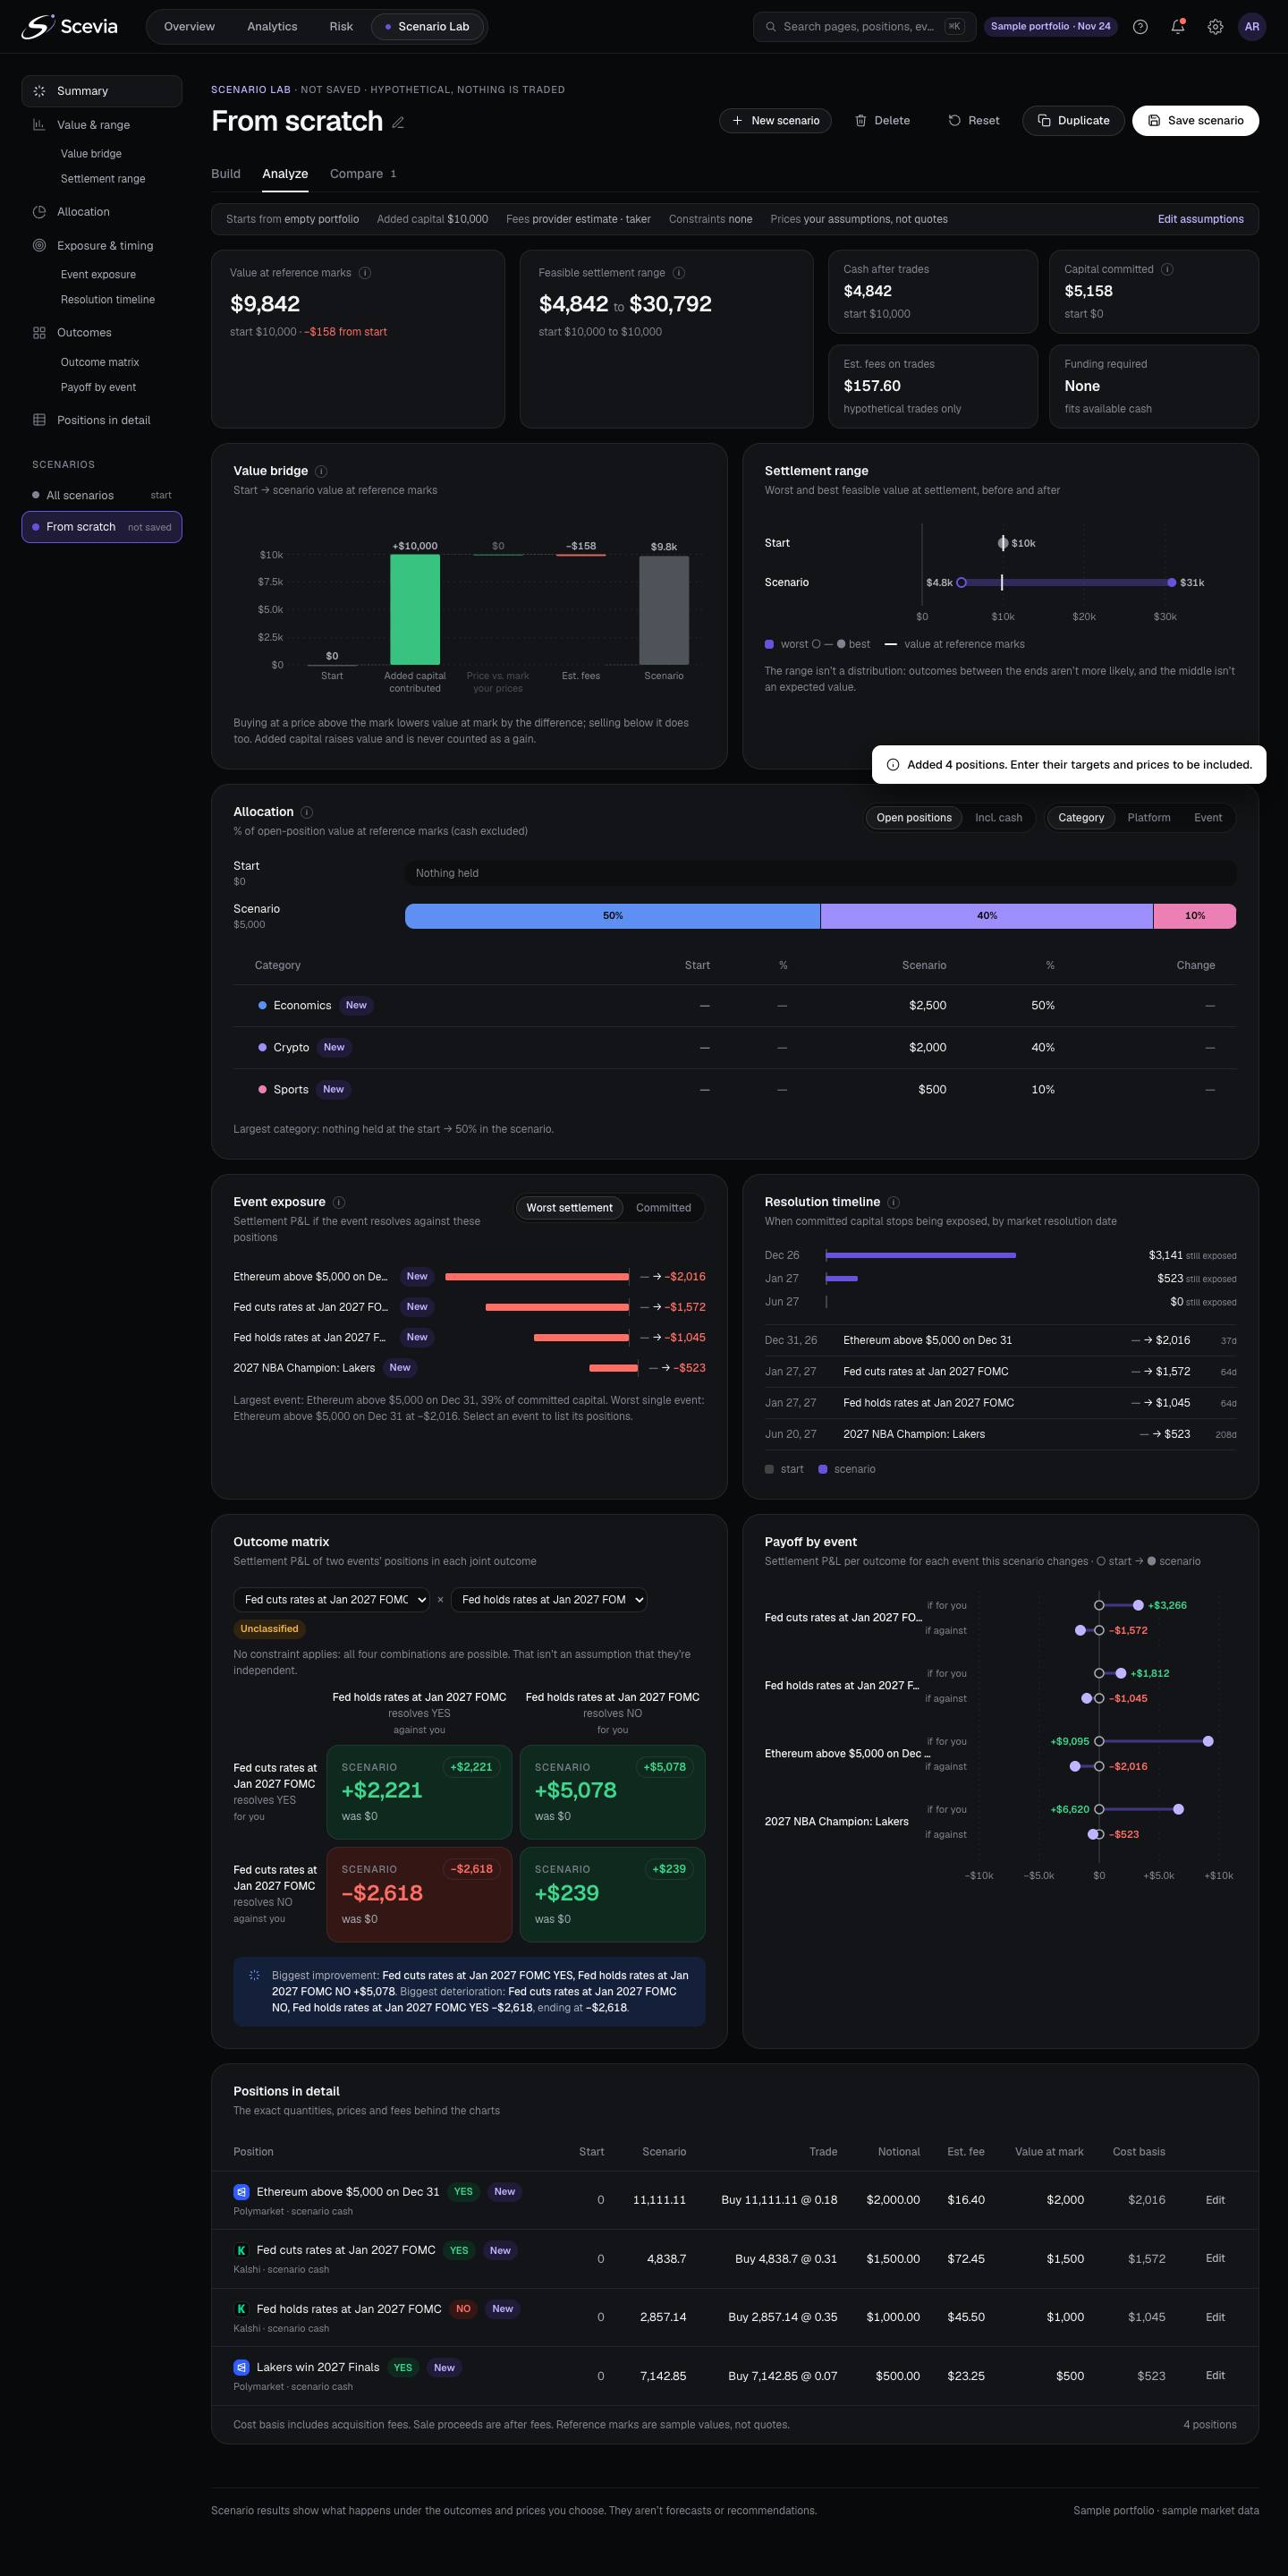 Scevia
Overview
Analytics
Risk
Scenario Lab
Search pages, positions, ev…
⌘K
Sample portfolio · Nov 24
AR
Summary
Value & range
Value bridge
Settlement range
Allocation
Exposure & timing
Event exposure
Resolution timeline
Outcomes
Outcome matrix
Payoff by event
Positions in detail
SCENARIOS
All scenarios start
From scratch not saved
SCENARIO LAB · NOT SAVED · HYPOTHETICAL, NOTHING IS TRADED
From scratch
New scenario
Delete
Reset
Duplicate
Save scenario
Build
Analyze
Compare 1
Starts from empty portfolio Added capital $10,000 Fees provider estimate · taker Constraints none Prices your assumptions, not quotes Edit assumptions
Value at reference marks
$9,842
start $10,000 · −$158 from start
Feasible settlement range
$4,842 to $30,792
start $10,000 to $10,000
Cash after trades
$4,842
start $10,000
Capital committed
$5,158
start $0
Est. fees on trades
$157.60
hypothetical trades only
Funding required
None
fits available cash
Value bridge
Start → scenario value at reference marks
+$10,000 $0 −$158 $9.8k
$10k
$7.5k
$5.0k
$2.5k
$0
$0
Start
Added capital
contributed
Price vs. mark
your prices
Est. fees
Scenario
Buying at a price above the mark lowers value at mark by the difference; selling below it does
too. Added capital raises value and is never counted as a gain.
Settlement range
Worst and best feasible value at settlement, before and after
Start $10k
Scenario $4.8k $31k
$0 $10k $20k $30k
worst — best value at reference marks
The range isn't a distribution: outcomes between the ends aren't more likely, and the middle isn't
an expected value.
Added 4 positions. Enter their targets and prices to be included.
Allocation
% of open-position value at reference marks (cash excluded)
Open positions Incl. cash
Category Platform Event
Start
$0
Nothing held
Scenario
$5,000
50% 40% 10%
Category Start % Scenario % Change
Economics New — — $2,500 50% —
Crypto New — — $2,000 40% —
Sports New — — $500 10% —
Largest category: nothing held at the start → 50% in the scenario.
Event exposure
Settlement P&L if the event resolves against these
positions
Worst settlement Committed
Ethereum above $5,000 on De… New — → −$2,016
Fed cuts rates at Jan 2027 FO… New — → −$1,572
Fed holds rates at Jan 2027 F… New — → −$1,045
2027 NBA Champion: Lakers New — → −$523
Largest event: Ethereum above $5,000 on Dec 31, 39% of committed capital. Worst single event:
Ethereum above $5,000 on Dec 31 at −$2,016. Select an event to list its positions.
Resolution timeline
When committed capital stops being exposed, by market resolution date
Dec 26 $3,141 still exposed
Jan 27 $523 still exposed
Jun 27 $0 still exposed
Dec 31, 26 Ethereum above $5,000 on Dec 31 — → $2,016 37d
Jan 27, 27 Fed cuts rates at Jan 2027 FOMC — → $1,572 64d
Jan 27, 27 Fed holds rates at Jan 2027 FOMC — → $1,045 64d
Jun 20, 27 2027 NBA Champion: Lakers — → $523 208d
start scenario
Outcome matrix
Settlement P&L of two events' positions in each joint outcome
Fed cuts rates at Jan 2027 FOMC × Fed holds rates at Jan 2027 FOM
Unclassified
No constraint applies: all four combinations are possible. That isn't an assumption that they're
independent.
Fed holds rates at Jan 2027 FOMC
resolves YES
against you
Fed holds rates at Jan 2027 FOMC
resolves NO
for you
Fed cuts rates at
Jan 2027 FOMC
resolves YES
for you
SCENARIO +$2,221
+$2,221
was $0
SCENARIO +$5,078
+$5,078
was $0
Fed cuts rates at
Jan 2027 FOMC
resolves NO
against you
SCENARIO −$2,618
−$2,618
was $0
SCENARIO +$239
+$239
was $0
Biggest improvement: Fed cuts rates at Jan 2027 FOMC YES, Fed holds rates at Jan
2027 FOMC NO +$5,078. Biggest deterioration: Fed cuts rates at Jan 2027 FOMC
NO, Fed holds rates at Jan 2027 FOMC YES −$2,618, ending at −$2,618.
Payoff by event
Settlement P&L per outcome for each event this scenario changes · start → scenario
Fed cuts rates at Jan 2027 FO…
if for you +$3,266
if against −$1,572
Fed holds rates at Jan 2027 F…
if for you +$1,812
if against −$1,045
Ethereum above $5,000 on Dec …
if for you +$9,095
if against −$2,016
2027 NBA Champion: Lakers
if for you +$6,620
if against −$523
−$10k −$5.0k $0 +$5.0k +$10k
Positions in detail
The exact quantities, prices and fees behind the charts
Position Start Scenario Trade Notional Est. fee Value at mark Cost basis
Ethereum above $5,000 on Dec 31 YES New 0 11,111.11 Buy 11,111.11 @ 0.18 $2,000.00 $16.40 $2,000 $2,016 Edit
Polymarket · scenario cash
Fed cuts rates at Jan 2027 FOMC YES New 0 4,838.7 Buy 4,838.7 @ 0.31 $1,500.00 $72.45 $1,500 $1,572 Edit
Kalshi · scenario cash
Fed holds rates at Jan 2027 FOMC NO New 0 2,857.14 Buy 2,857.14 @ 0.35 $1,000.00 $45.50 $1,000 $1,045 Edit
Kalshi · scenario cash
Lakers win 2027 Finals YES New 0 7,142.85 Buy 7,142.85 @ 0.07 $500.00 $23.25 $500 $523 Edit
Polymarket · scenario cash
Cost basis includes acquisition fees. Sale proceeds are after fees. Reference marks are sample values, not quotes. 4 positions
Scenario results show what happens under the outcomes and prices you choose. They aren't forecasts or recommendations. Sample portfolio · sample market data